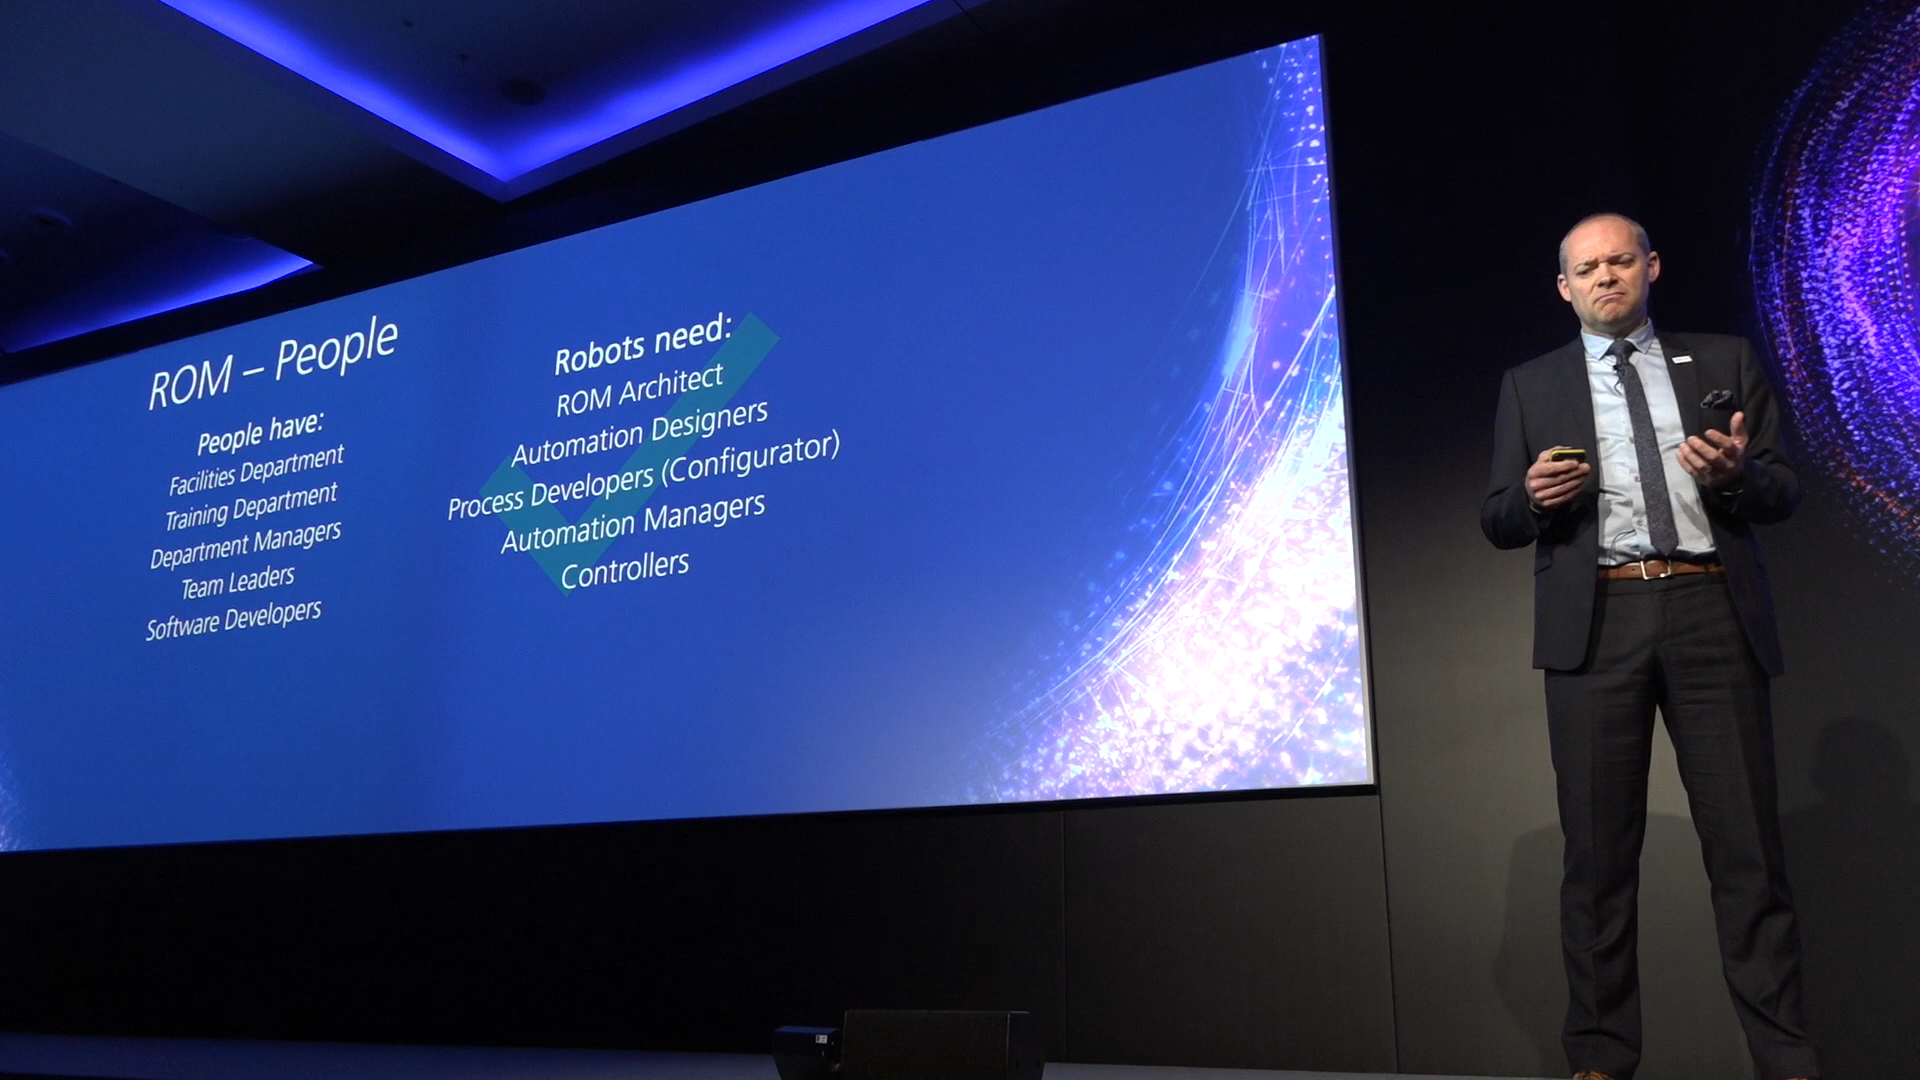 ROM – People
People have:
Facilities Department
Training Department
Department Managers
Team Leaders
Software Developers
Robots need:
ROM Architect
Automation Designers
Process Developers (Configurator)
Automation Managers
Controllers